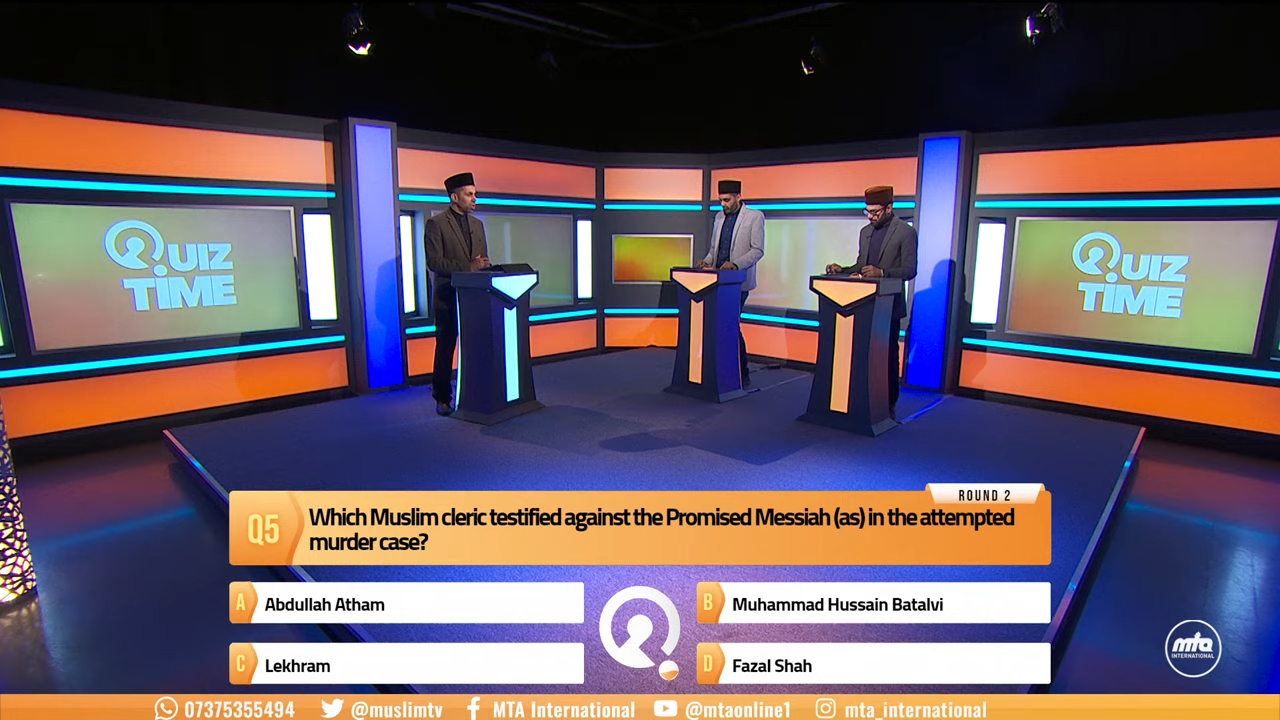 QUIZ
TIME
QUIZ
TIME
ROUND 2
Q5
Which Muslim cleric testified against the Promised Messiah (as) in the attempted
murder case?
A Abdullah Atham
B Muhammad Hussain Batalvi
C Lekhram
D Fazal Shah
mta
INTERNATIONAL
07375355494 @muslimtv MTA International @mtaonline1 mta_international